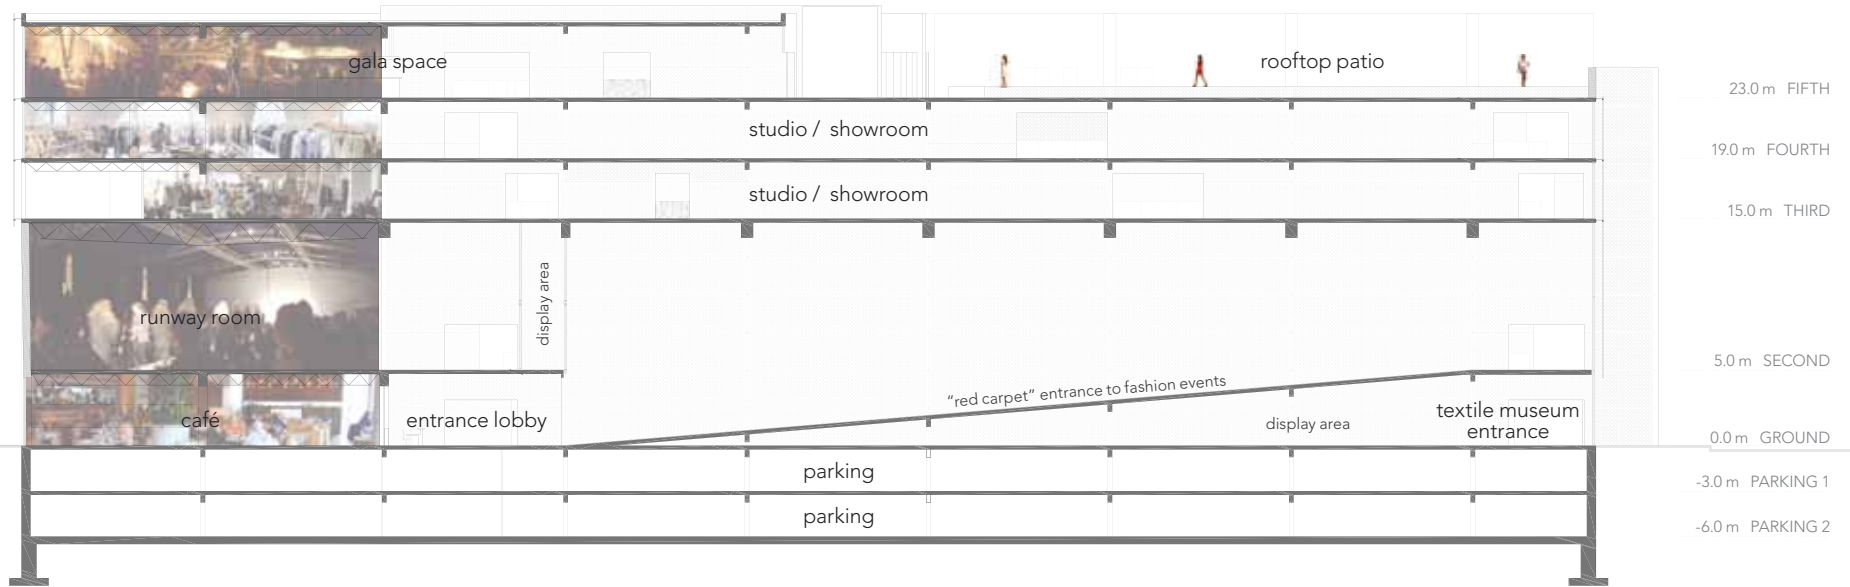 gala space
rooftop patio
23.0 m FIFTH
studio / showroom
19.0 m FOURTH
studio / showroom
15.0 m THIRD
runway room
display area
5.0 m SECOND
"red carpet" entrance to fashion events
café
entrance lobby
display area
textile museum
entrance
0.0 m GROUND
parking
-3.0 m PARKING 1
parking
-6.0 m PARKING 2